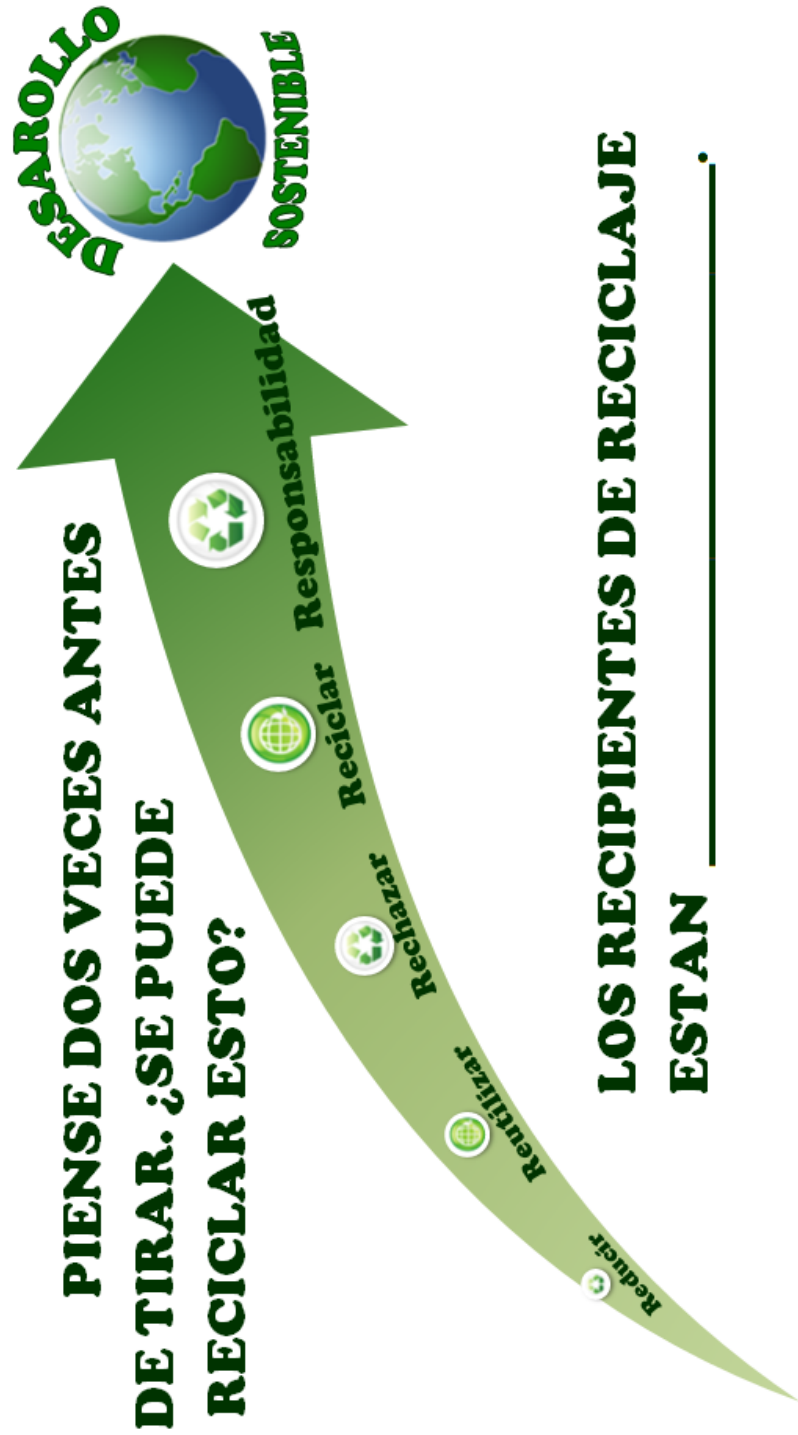 PIENSE DOS VECES ANTES
DE TIRAR. ¿SE PUEDE
RECICLAR ESTO?
DESAROLLO
SOSTENIBLE
Responsabilidad
Reciclar
Rechazar
Reutilizar
Reducir
LOS RECIPIENTES DE RECICLAJE
ESTAN ____________________.